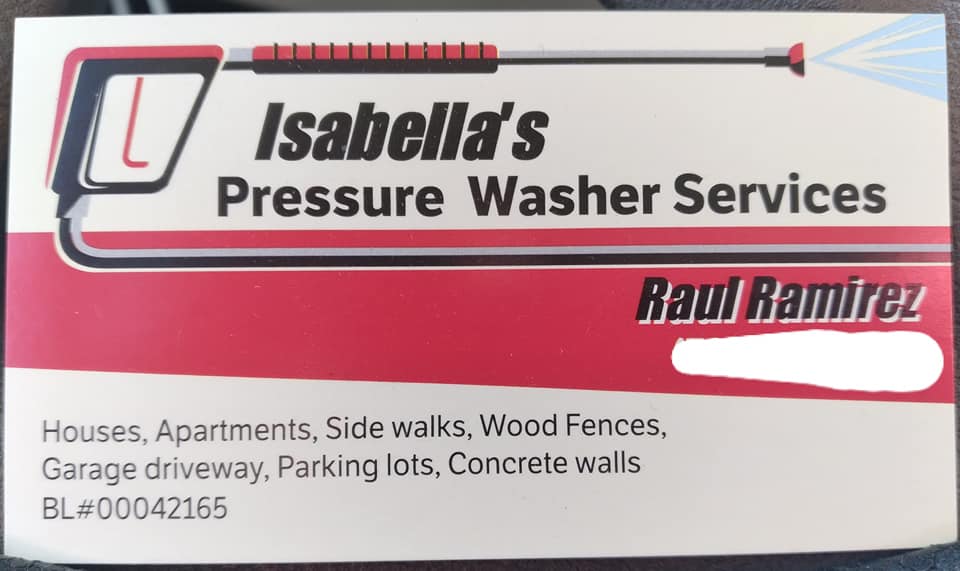 Isabella's
Pressure Washer Services
Raul Ramirez
Houses, Apartments, Side walks, Wood Fences,
Garage driveway, Parking lots, Concrete walls
BL#00042165